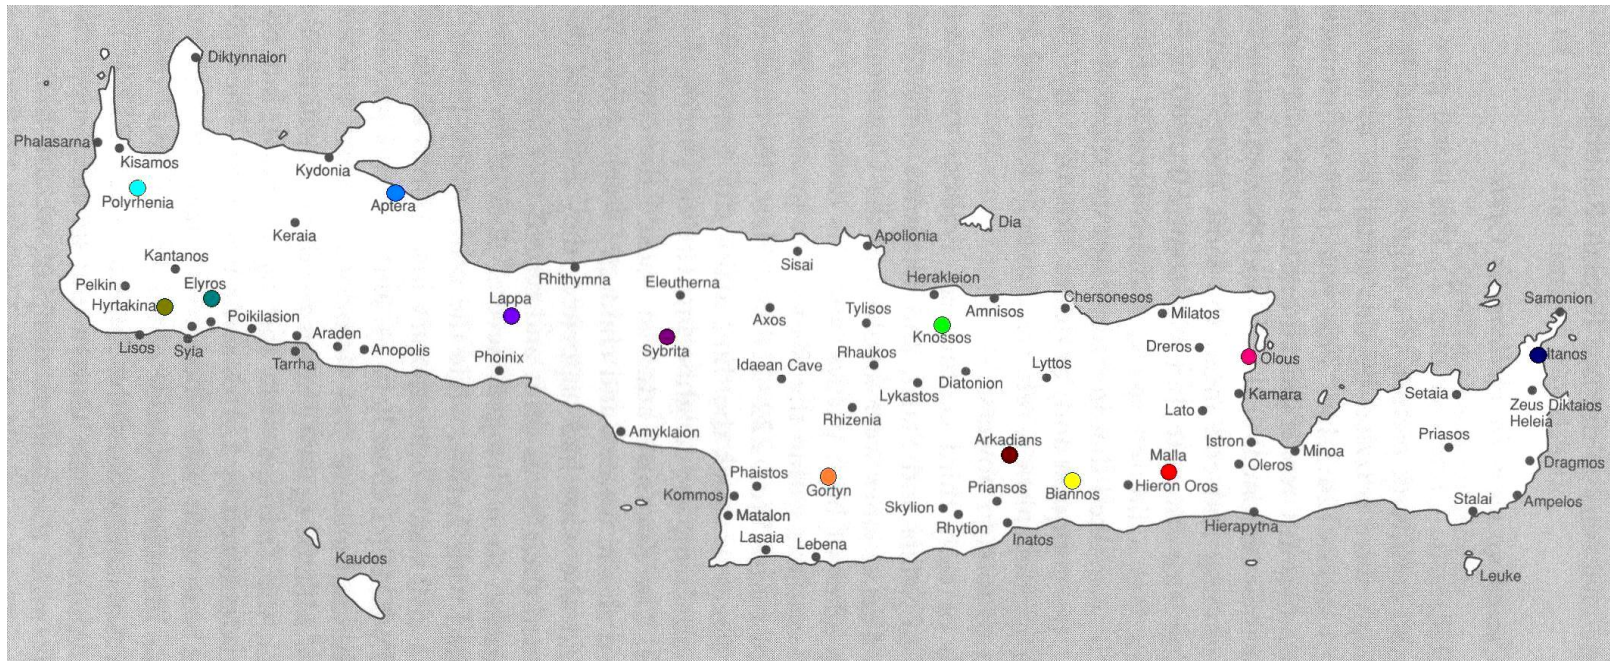 Diktynnaion
Phalasarna
Kisamos
Kydonia
Polyrhenia
Aptera
Keraia
Dia
Apollonia
Kantanos
Sisai
Rhithymna
Herakleion
Pelkin
Elyros
Eleutherna
Hyrtakina
Lappa
Chersonesos
Samonion
Poikilasion
Axos
Tylisos
Amnisos
Milatos
Araden
Knossos
Lisos
Syia
Anopolis
Sybrita
Rhaukos
Dreros
Olous
Itanos
Tarrha
Phoinix
Idaean Cave
Lyttos
Diatonion
Lykastos
Kamara
Setaia
Zeus Diktaios
Heleia
Rhizenia
Lato
Amyklaion
Arkadians
Istron
Priasos
Malla
Minoa
Oleros
Dragmos
Phaistos
Gortyn
Priansos
Biannos
Hieron Oros
Kommos
Stalai
Ampelos
Skylion
Matalon
Rhytion
Hierapytna
Lasaia
Lebena
Inatos
Kaudos
Leuke